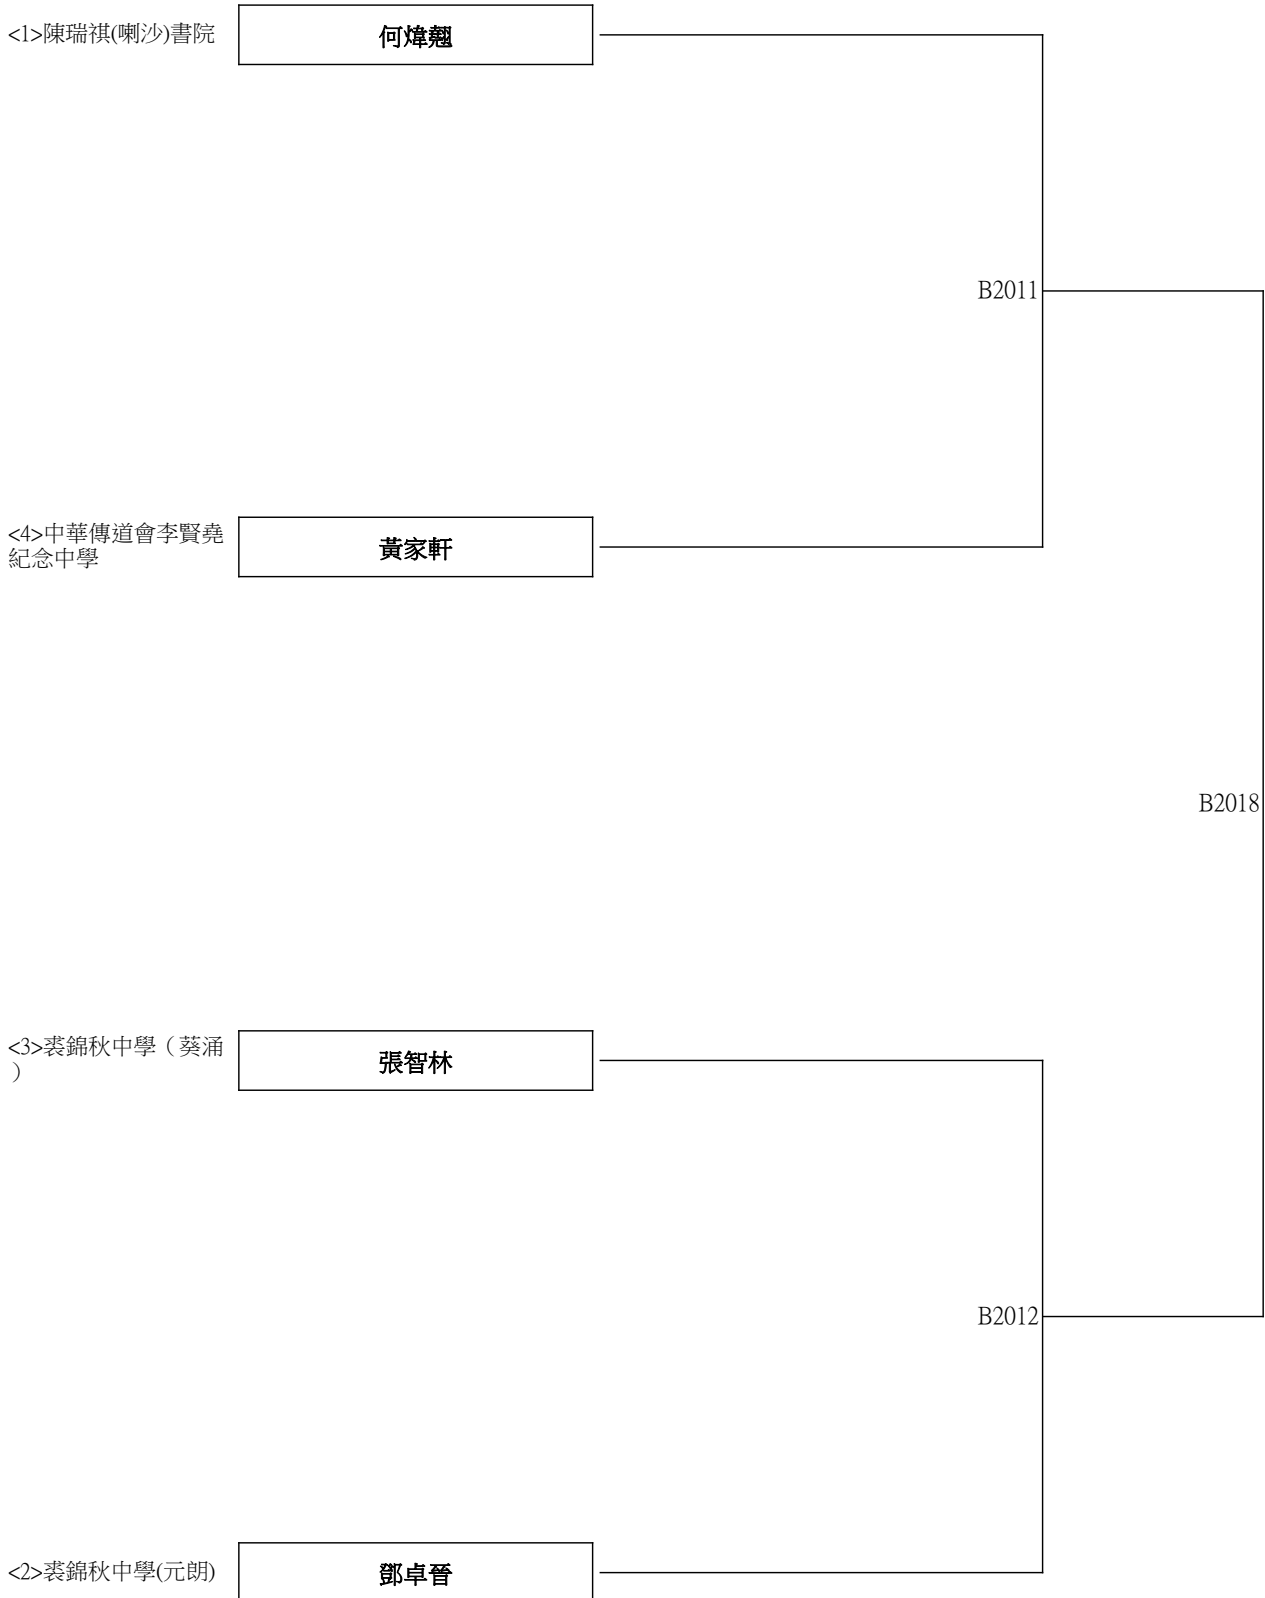 <1>陳瑞祺(喇沙)書院
何煒翹
B2011
<4>中華傳道會李賢堯
紀念中學
黃家軒
B2018
<3>裘錦秋中學（葵涌
）
張智林
B2012
<2>裘錦秋中學(元朗)
鄧卓晉